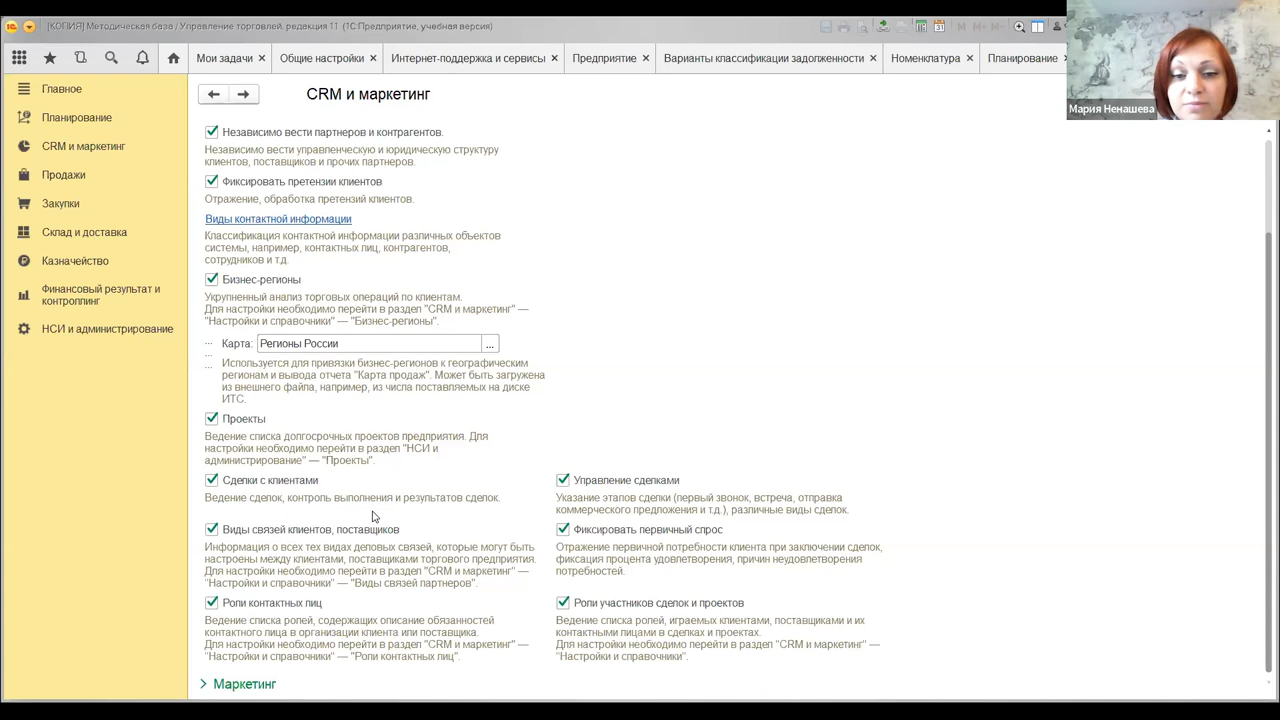 [КОПИЯ] Методическая база / Управление торговлей, редакция 11 (1С:Предприятие, учебная версия)
M M+ M-
Мои задачи
Общие настройки
Интернет-поддержка и сервисы
Предприятие
Варианты классификации задолженности
Номенклатура
Планирование
Мария Ненашева
Главное
Планирование
CRM и маркетинг
Продажи
Закупки
Склад и доставка
Казначейство
Финансовый результат и
контроллинг
НСИ и администрирование
CRM и маркетинг
Независимо вести партнеров и контрагентов.
Независимо вести управленческую и юридическую структуру
клиентов, поставщиков и прочих партнеров.
Фиксировать претензии клиентов
Отражение, обработка претензий клиентов.
Виды контактной информации
Классификация контактной информации различных объектов
системы, например, контактных лиц, контрагентов,
сотрудников и т.д.
Бизнес-регионы
Укрупненный анализ торговых операций по клиентам.
Для настройки необходимо перейти в раздел "CRM и маркетинг" —
"Настройки и справочники" — "Бизнес-регионы".
Карта: Регионы России ...
Используется для привязки бизнес-регионов к географическим
регионам и вывода отчета "Карта продаж". Может быть загружена
из внешнего файла, например, из числа поставляемых на диске
ИТС.
Проекты
Ведение списка долгосрочных проектов предприятия. Для
настройки необходимо перейти в раздел "НСИ и
администрирование" — "Проекты".
Сделки с клиентами
Ведение сделок, контроль выполнения и результатов сделок.
Управление сделками
Указание этапов сделки (первый звонок, встреча, отправка
коммерческого предложения и т.д.), различные виды сделок.
Виды связей клиентов, поставщиков
Информация о всех тех видах деловых связей, которые могут быть
настроены между клиентами, поставщиками торгового предприятия.
Для настройки необходимо перейти в раздел "CRM и маркетинг" —
"Настройки и справочники" — "Виды связей партнеров".
Фиксировать первичный спрос
Отражение первичной потребности клиента при заключении сделок,
фиксация процента удовлетворения, причин неудовлетворения
потребностей.
Роли контактных лиц
Ведение списка ролей, содержащих описание обязанностей
контактного лица в организации клиента или поставщика.
Для настройки необходимо перейти в раздел "CRM и маркетинг" —
"Настройки и справочники" — "Роли контактных лиц".
Роли участников сделок и проектов
Ведение списка ролей, играемых клиентами, поставщиками и их
контактными лицами в сделках и проектах.
Для настройки необходимо перейти в раздел "CRM и маркетинг" —
"Настройки и справочники".
Маркетинг